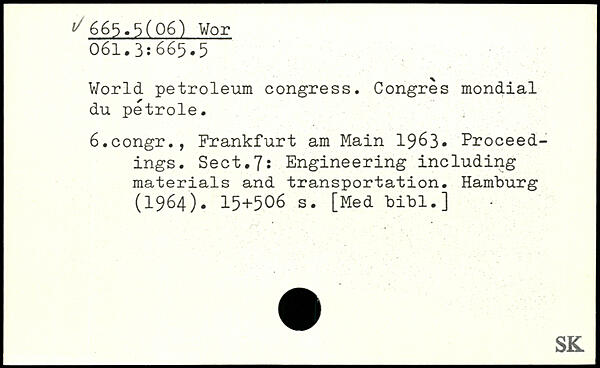 √ 665.5(06) Wor
061.3:665.5
World petroleum congress. Congrès mondial
du pétrole.
6.congr., Frankfurt am Main 1963. Proceed-
ings. Sect.7: Engineering including
materials and transportation. Hamburg
(1964). 15+506 s. [Med bibl.]
SK